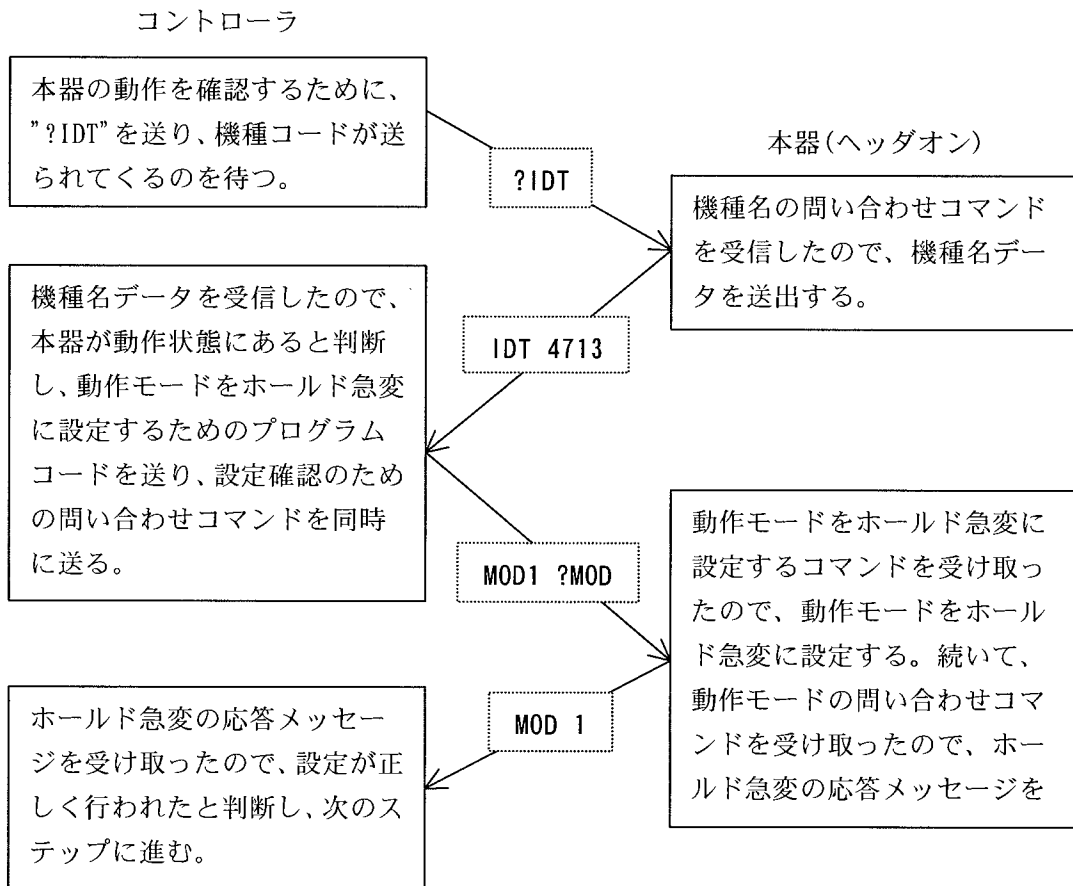 コントローラ
本器の動作を確認するために、
"?IDT"を送り、機種コードが送
られてくるのを待つ。
?IDT
本器(ヘッダオン)
機種名の問い合わせコマンド
を受信したので、機種名デー
タを送出する。
IDT 4713
機種名データを受信したので、
本器が動作状態にあると判断
し、動作モードをホールド急変
に設定するためのプログラム
コードを送り、設定確認のため
の問い合わせコマンドを同時
に送る。
MOD1 ?MOD
動作モードをホールド急変に
設定するコマンドを受け取っ
たので、動作モードをホール
ド急変に設定する。続いて、
動作モードの問い合わせコマ
ンドを受け取ったので、ホー
ルド急変の応答メッセージを
MOD 1
ホールド急変の応答メッセー
ジを受け取ったので、設定が正
しく行われたと判断し、次のス
テップに進む。